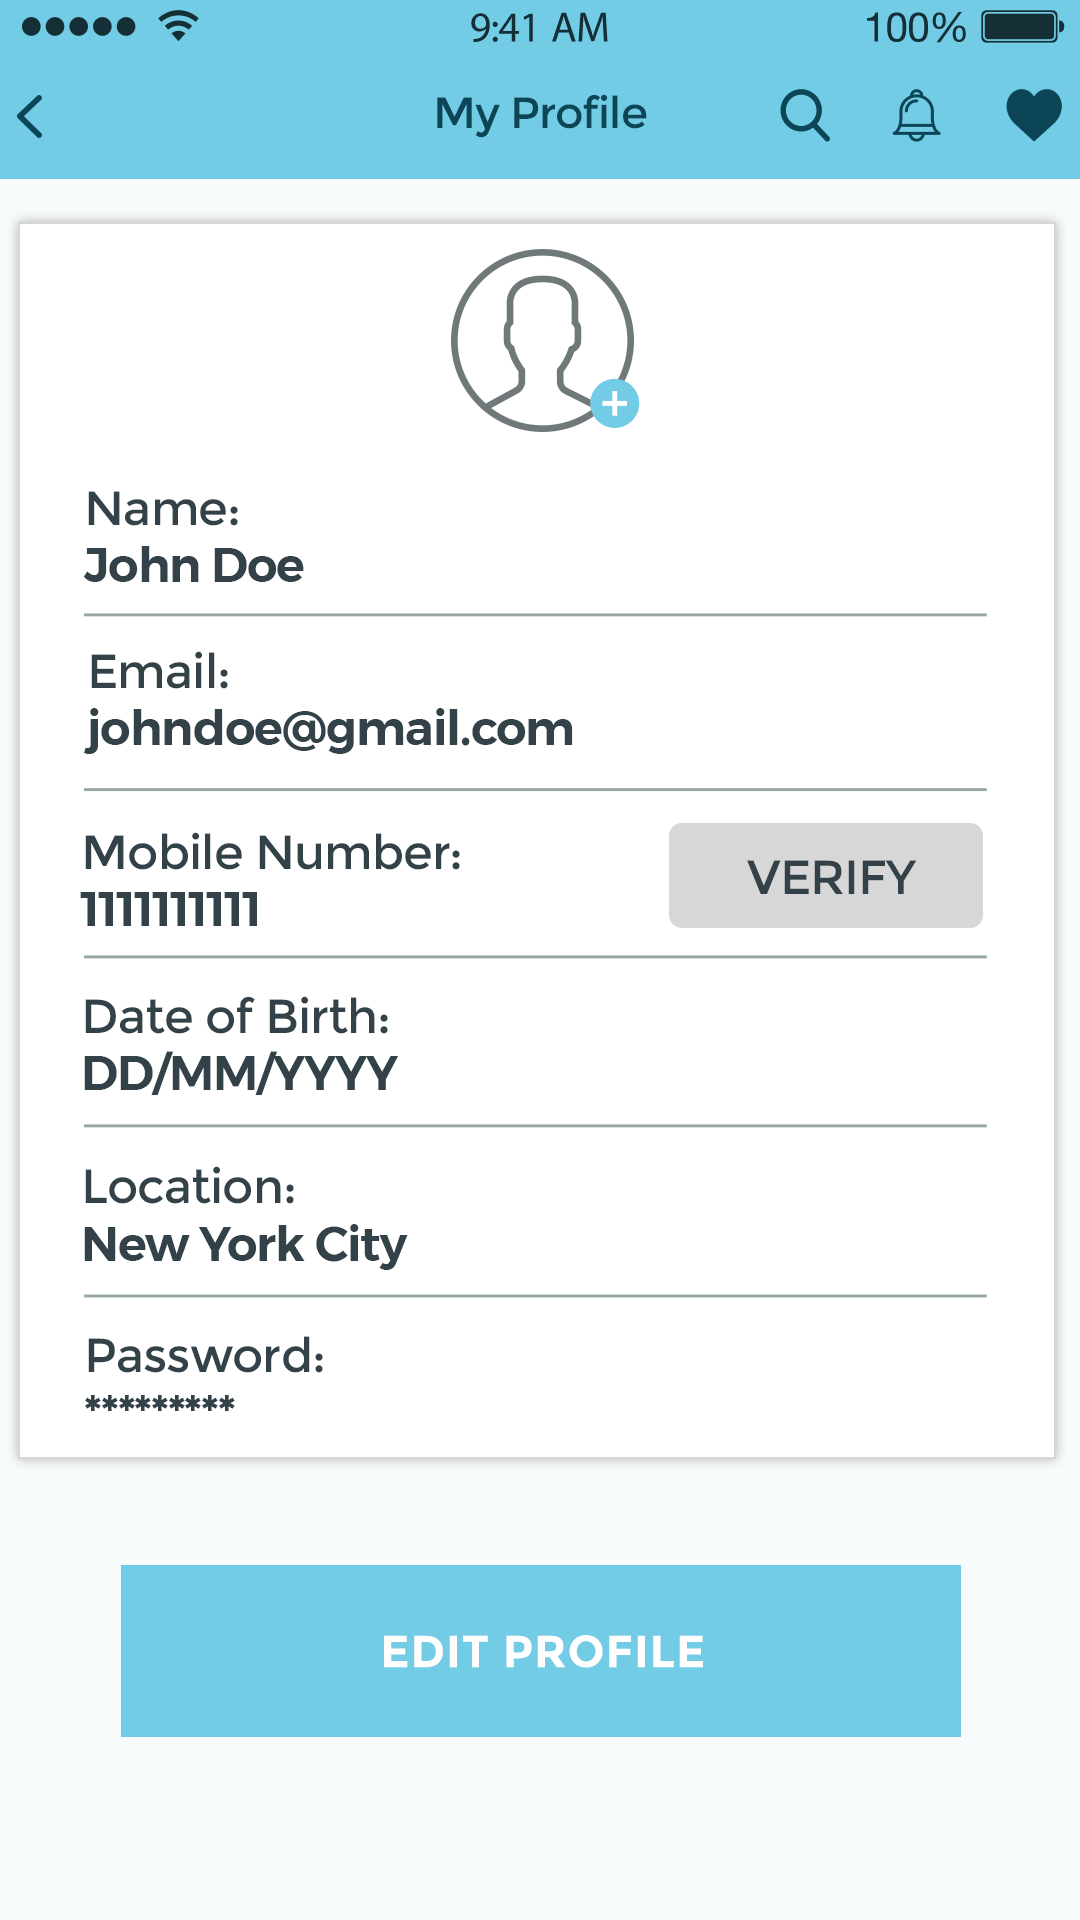 9:41 AM 100%
My Profile
Name:
John Doe
Email:
johndoe@gmail.com
Mobile Number:
1111111111
VERIFY
Date of Birth:
DD/MM/YYYY
Location:
New York City
Password:
*********
EDIT PROFILE